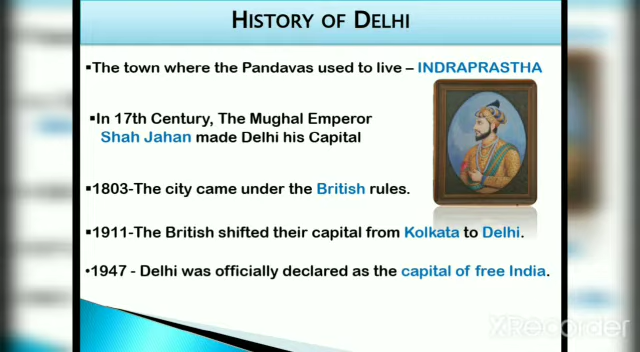 HISTORY OF DELHI
▪The town where the Pandavas used to live – INDRAPRASTHA
▪In 17th Century, The Mughal Emperor
Shah Jahan made Delhi his Capital
▪1803-The city came under the British rules.
▪1911-The British shifted their capital from Kolkata to Delhi.
•1947 - Delhi was officially declared as the capital of free India.
XRecorder